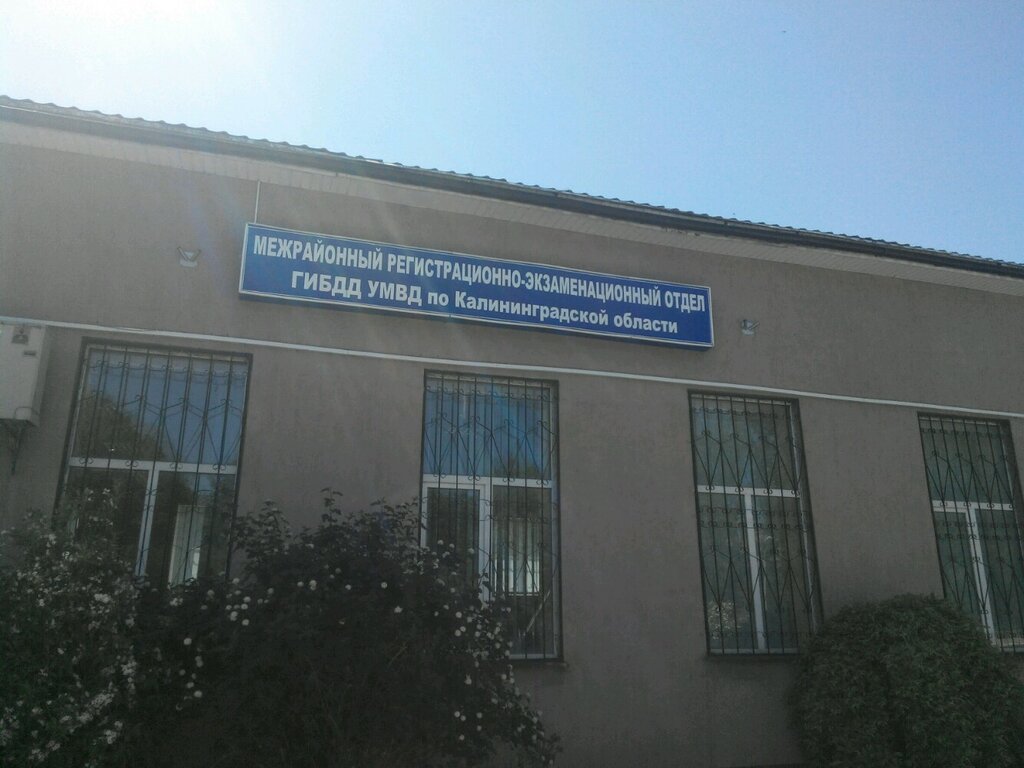 МЕЖРАЙОННЫЙ РЕГИСТРАЦИОННО-ЭКЗАМЕНАЦИОННЫЙ ОТДЕЛ
ГИБДД УМВД по Калининградской области